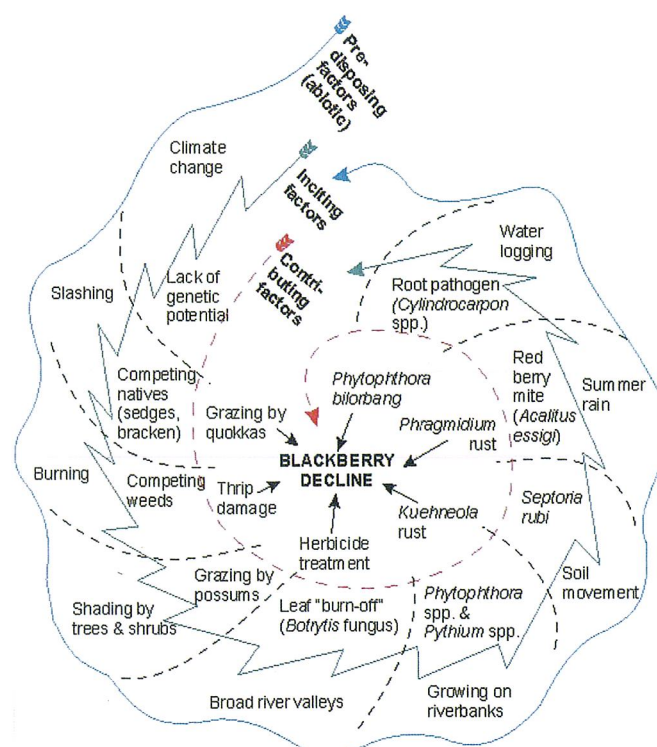 Pre-
disposing
factors
(abiotic)
Inciting
factors
Contri-
buting
factors
Climate
change
Slashing
Lack of
genetic
potential
Competing
natives
(sedges,
bracken)
Burning
Competing
weeds
Shading by
trees & shrubs
Grazing by
possums
Broad river valleys
Leaf "burn-off"
(Botrytis fungus)
Growing on
riverbanks
Phytophthora
spp. &
Pythium spp.
Soil
movement
Septoria
rubi
Summer
rain
Red
berry
mite
(Acalitus
essigi)
Water
logging
Root pathogen
(Cylindrocarpon
spp.)
Phytophthora
bilorbang
Grazing by
quokkas
Phragmidium
rust
BLACKBERRY
DECLINE
Thrip
damage
Kuehneola
rust
Herbicide
treatment